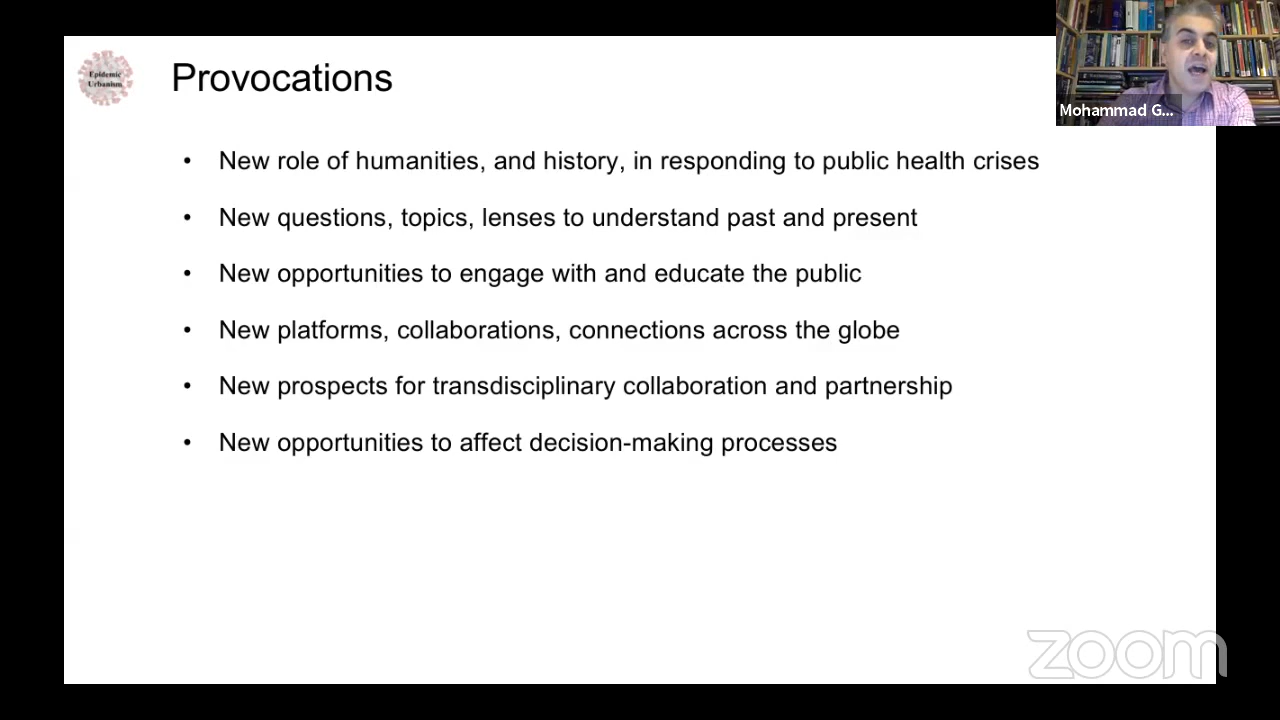 Epidemic
Urbanism
Provocations
Mohammad G...
• New role of humanities, and history, in responding to public health crises
• New questions, topics, lenses to understand past and present
• New opportunities to engage with and educate the public
• New platforms, collaborations, connections across the globe
• New prospects for transdisciplinary collaboration and partnership
• New opportunities to affect decision-making processes
zoom